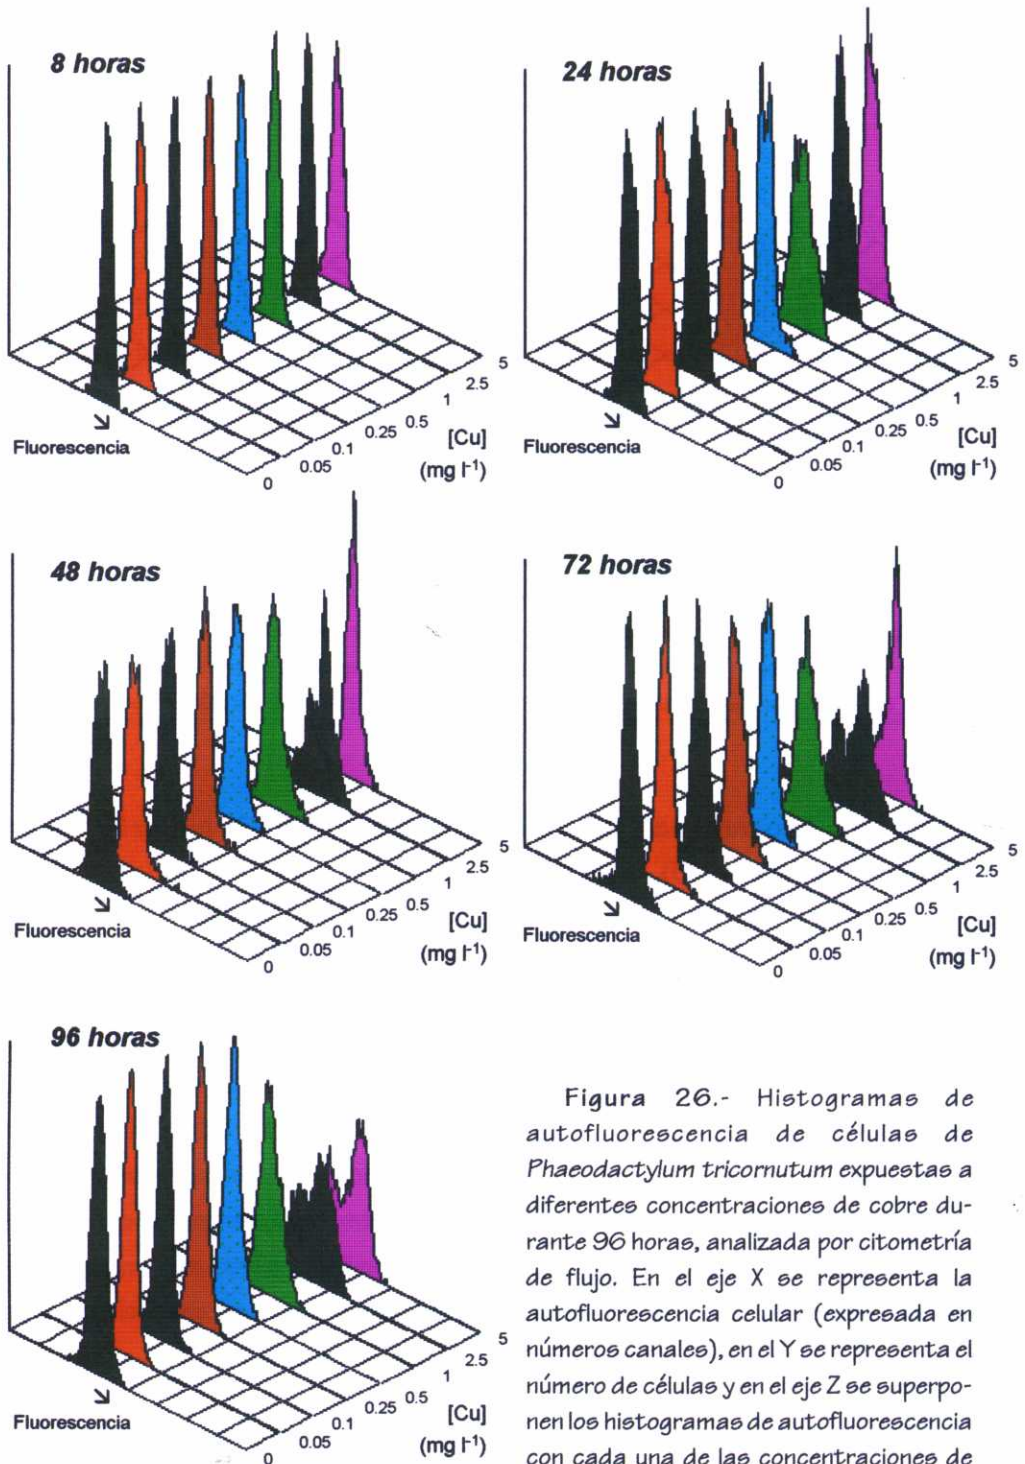 8 horas
Fluorescencia
0
0.05
0.1
0.25
0.5
1
2.5
5
[Cu]
(mg l-1)
24 horas
Fluorescencia
0
0.05
0.1
0.25
0.5
1
2.5
5
[Cu]
(mg l-1)
48 horas
Fluorescencia
0
0.05
0.1
0.25
0.5
1
2.5
5
[Cu]
(mg l-1)
72 horas
Fluorescencia
0
0.05
0.1
0.25
0.5
1
2.5
5
[Cu]
(mg l-1)
96 horas
Fluorescencia
0
0.05
0.1
0.25
0.5
1
2.5
5
[Cu]
(mg l-1)
Figura 26.- Histogramas de
autofluorescencia de células de
Phaeodactylum tricornutum expuestas a
diferentes concentraciones de cobre du-
rante 96 horas, analizada por citometría
de flujo. En el eje X se representa la
autofluorescencia celular (expresada en
números canales), en el Y se representa el
número de células y en el eje Z se superpo-
nen los histogramas de autofluorescencia
con cada una de las concentraciones de